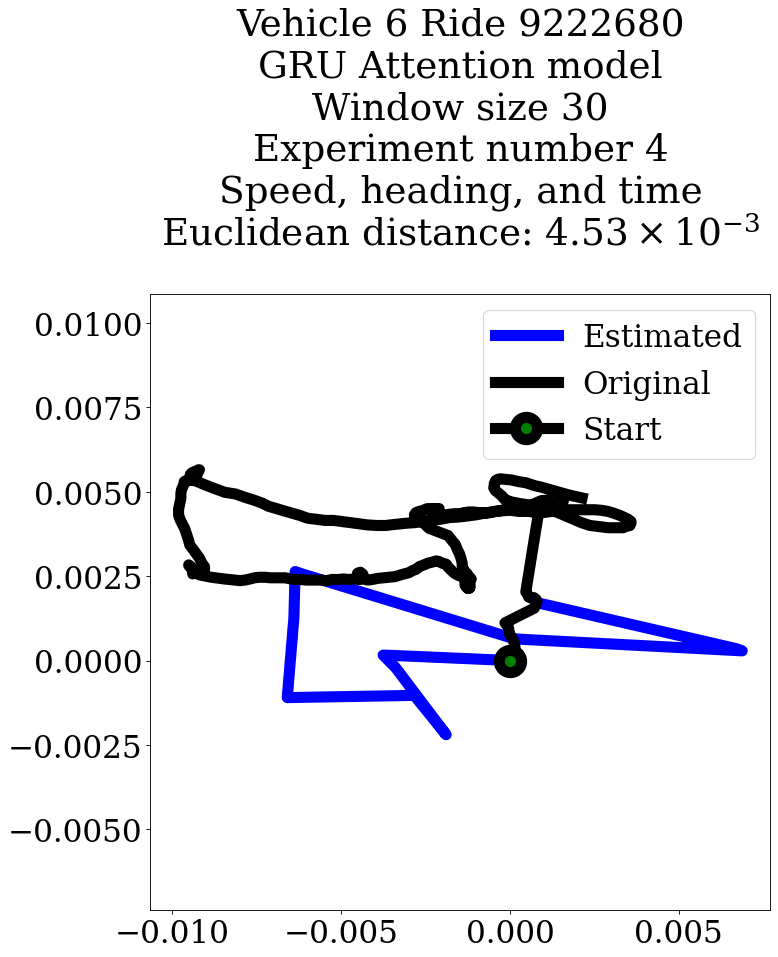 Vehicle 6 Ride 9222680
GRU Attention model
Window size 30
Experiment number 4
Speed, heading, and time
Euclidean distance: 4.53 × 10⁻³
Estimated
Original
Start
0.0100
0.0075
0.0050
0.0025
0.0000
−0.0025
−0.0050
−0.010 −0.005 0.000 0.005